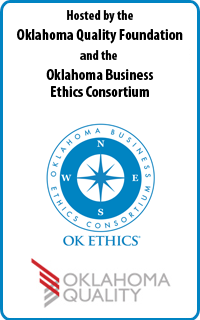 Hosted by the
Oklahoma Quality Foundation
and the
Oklahoma Business
Ethics Consortium
OKLAHOMA BUSINESS
ETHICS CONSORTIUM
N
W E
S
OK ETHICS
OKLAHOMA
QUALITY